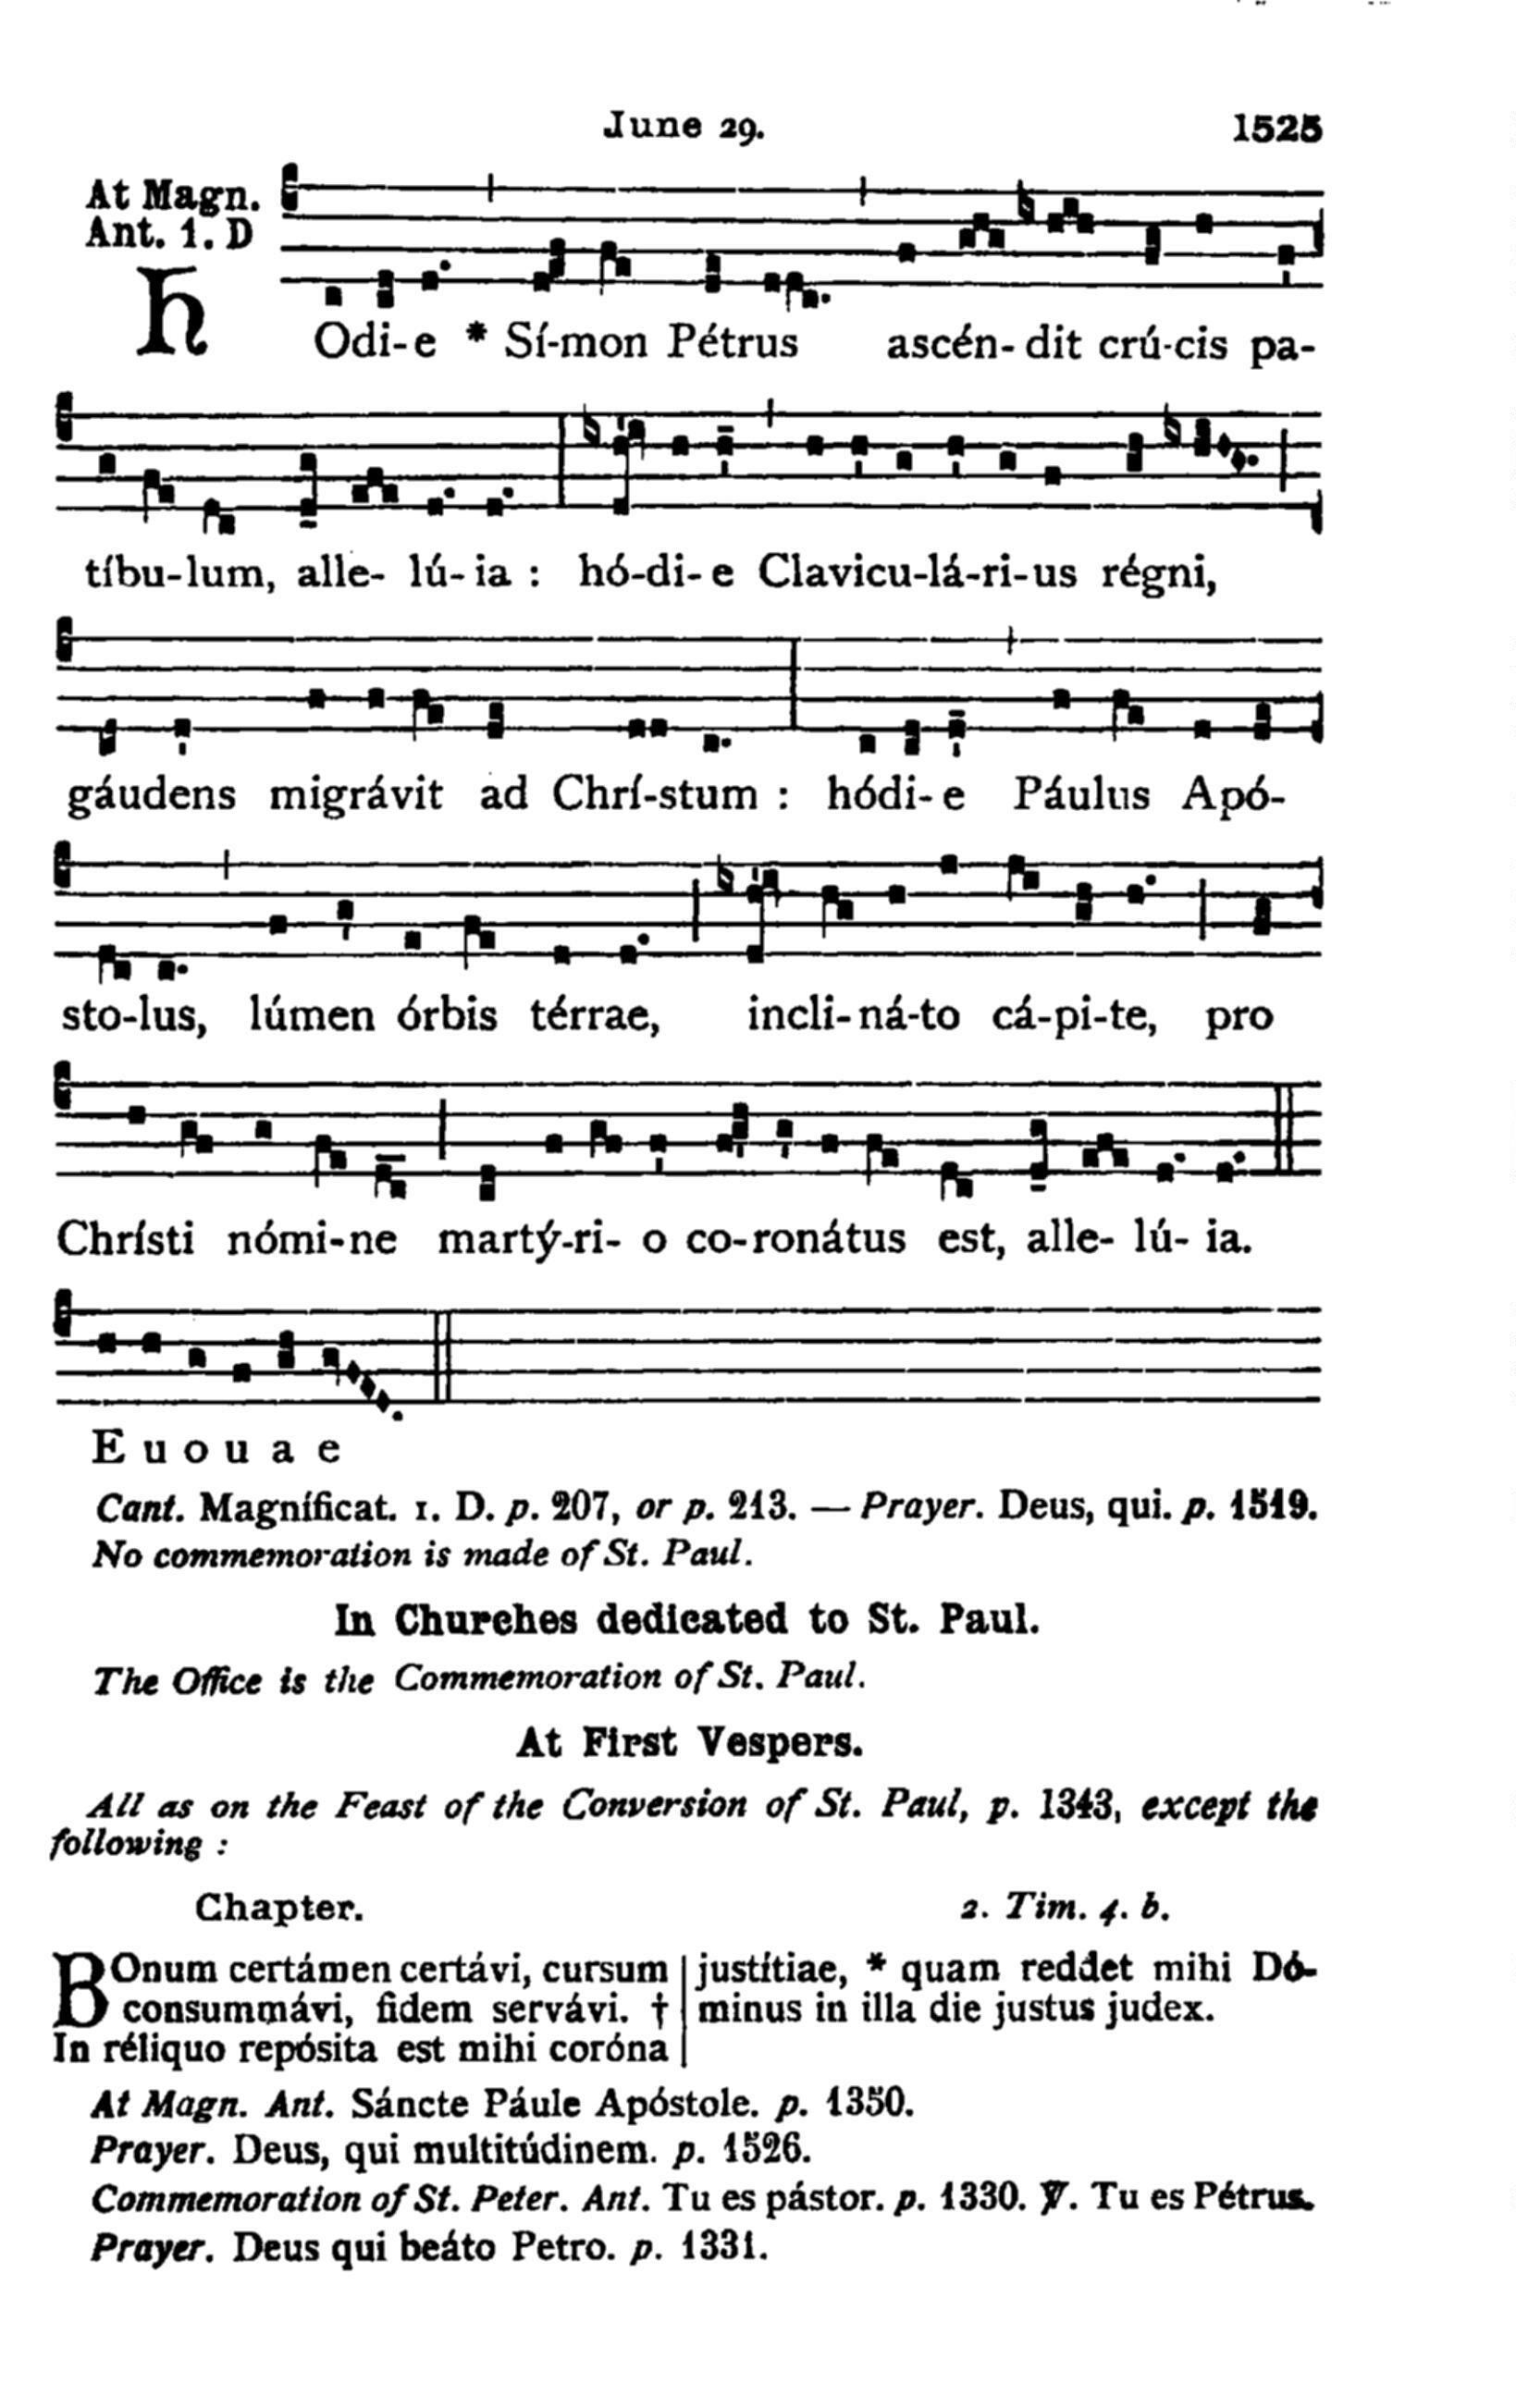 June 29. 1525
At Magn.
Ant. 1. D
HOdi-e * Sí-mon Pétrus ascén-dit crú-cis pa-
tíbu-lum, alle- lú- ia : hó-di- e Clavicu-lá-ri-us régni,
gáudens migrávit ad Chrí-stum : hódi- e Páulus Apó-
sto-lus, lúmen órbis térrae, incli-ná-to cá-pi-te, pro
Chrísti nómi-ne martý-ri- o co-ronátus est, alle- lú- ia.
E u o u a e
Cant. Magníficat. 1. D. p. 207, or p. 213. — Prayer. Deus, qui. p. 1519.
No commemoration is made of St. Paul.
In Churches dedicated to St. Paul.
The Office is the Commemoration of St. Paul.
At First Vespers.
All as on the Feast of the Conversion of St. Paul, p. 1343, except the
following :
Chapter. 2. Tim. 4. b.
BOnum certámen certávi, cursum
consummávi, fidem servávi. †
In réliquo repósita est mihi coróna
justítiae, * quam reddet mihi Dó-
minus in illa die justus judex.
At Magn. Ant. Sáncte Páule Apóstole. p. 1350.
Prayer. Deus, qui multitúdinem. p. 1526.
Commemoration of St. Peter. Ant. Tu es pástor. p. 1330. ℣. Tu es Pétrus.
Prayer. Deus qui beáto Petro. p. 1331.